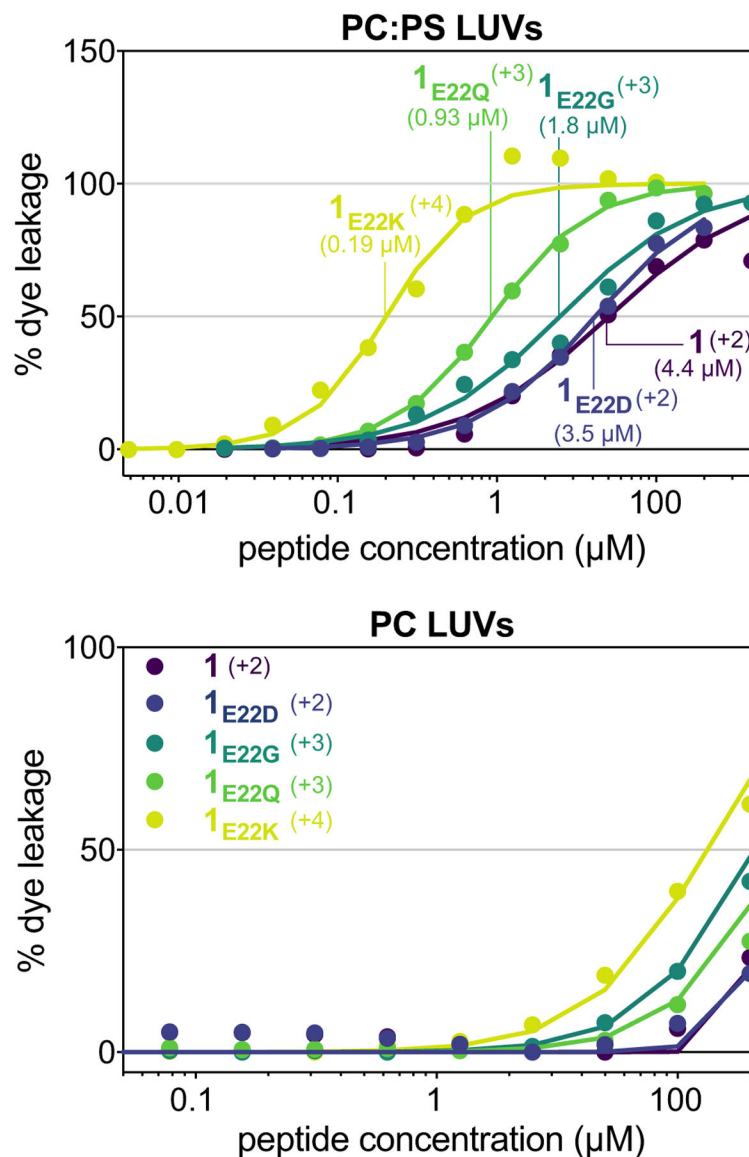 PC:PS LUVs
150
100
50
0
% dye leakage
1E22Q (+3)
(0.93 µM)
1E22G (+3)
(1.8 µM)
1E22K (+4)
(0.19 µM)
1 (+2)
(4.4 µM)
1E22D (+2)
(3.5 µM)
0.01 0.1 1 100
peptide concentration (µM)
PC LUVs
100
50
0
% dye leakage
1 (+2)
1E22D (+2)
1E22G (+3)
1E22Q (+3)
1E22K (+4)
0.1 1 100
peptide concentration (µM)